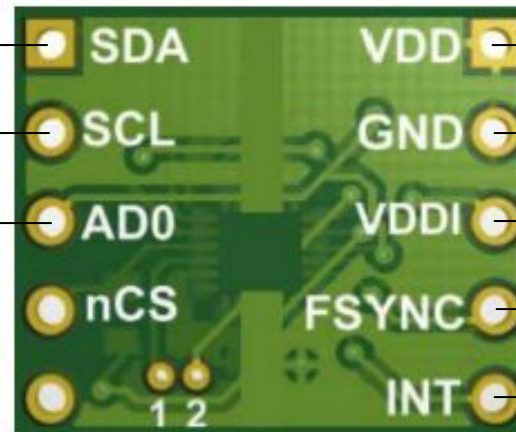 SDA VDD
SCL GND
AD0 VDDI
nCS FSYNC
1 2 INT